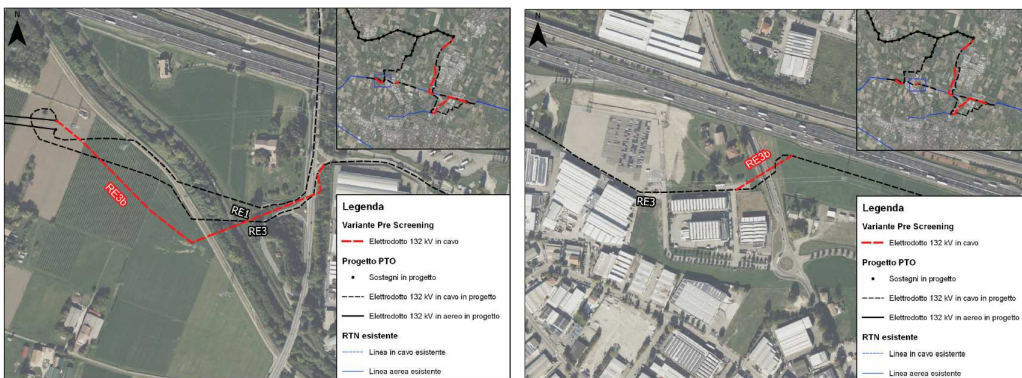 N
RE3b
RE1
RE3
Legenda
Variante Pre Screening
Elettrodotto 132 kV in cavo
Progetto PTO
Sostegni in progetto
Elettrodotto 132 kV in cavo in progetto
Elettrodotto 132 kV in aereo in progetto
RTN esistente
Linea in cavo esistente
Linea aerea esistente
N
RE3b
RE3
Legenda
Variante Pre Screening
Elettrodotto 132 kV in cavo
Progetto PTO
Sostegni in progetto
Elettrodotto 132 kV in cavo in progetto
Elettrodotto 132 kV in aereo in progetto
RTN esistente
Linea in cavo esistente
Linea aerea esistente